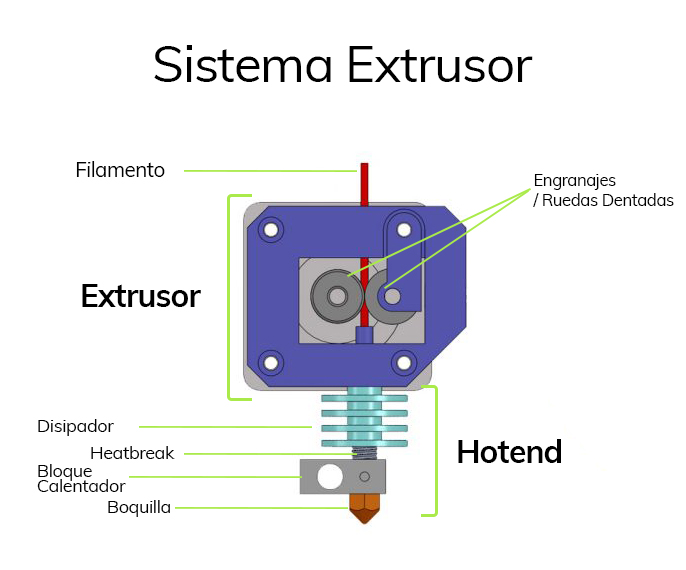 Sistema Extrusor
Filamento
Engranajes
/ Ruedas Dentadas
Extrusor
Disipador
Heatbreak
Bloque
Calentador
Boquilla
Hotend